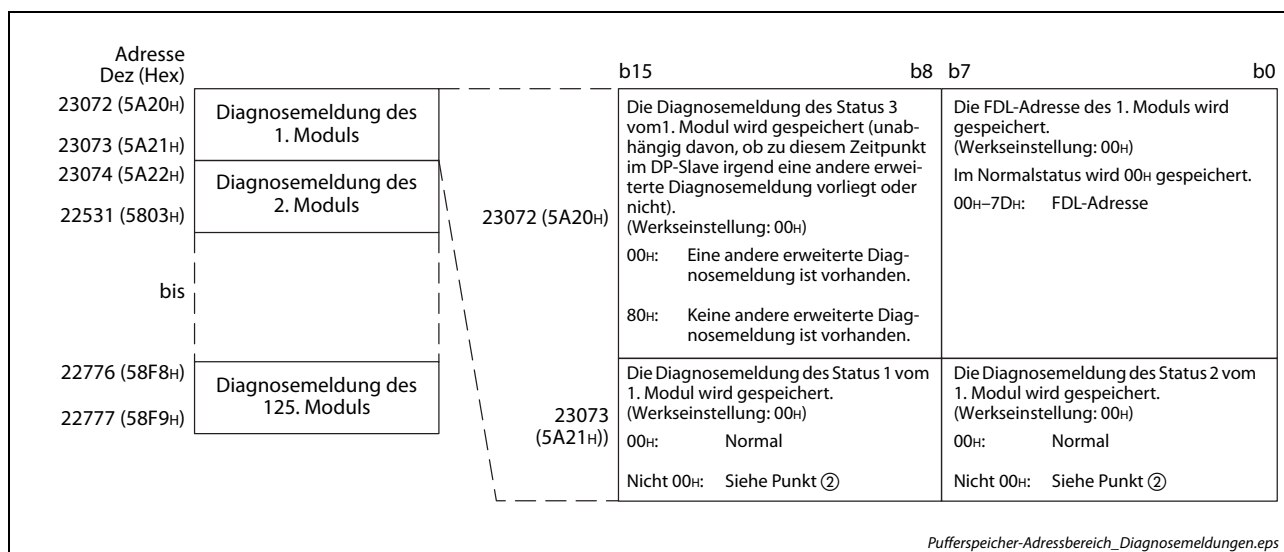 Adresse
Dez (Hex)
23072 (5A20H)
23073 (5A21H)
23074 (5A22H)
22531 (5803H)
bis
22776 (58F8H)
22777 (58F9H)
Diagnosemeldung des
1. Moduls
Diagnosemeldung des
2. Moduls
Diagnosemeldung des
125. Moduls
b15 b8 b7 b0
23072 (5A20H)
Die Diagnosemeldung des Status 3
vom1. Modul wird gespeichert (unab-
hängig davon, ob zu diesem Zeitpunkt
im DP-Slave irgend eine andere erwei-
terte Diagnosemeldung vorliegt oder
nicht).
(Werkseinstellung: 00H)
00H: Eine andere erweiterte Diag-
nosemeldung ist vorhanden.
80H: Keine andere erweiterte Diag-
nosemeldung ist vorhanden.
Die FDL-Adresse des 1. Moduls wird
gespeichert.
(Werkseinstellung: 00H)
Im Normalstatus wird 00H gespeichert.
00H–7DH: FDL-Adresse
23073
(5A21H))
Die Diagnosemeldung des Status 1 vom
1. Modul wird gespeichert.
(Werkseinstellung: 00H)
00H: Normal
Nicht 00H: Siehe Punkt ②
Die Diagnosemeldung des Status 2 vom
1. Modul wird gespeichert.
(Werkseinstellung: 00H)
00H: Normal
Nicht 00H: Siehe Punkt ②
Pufferspeicher-Adressbereich_Diagnosemeldungen.eps